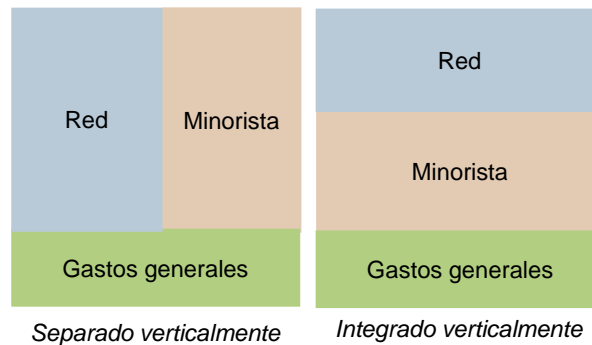 Red
Minorista
Gastos generales
Separado verticalmente
Red
Minorista
Gastos generales
Integrado verticalmente